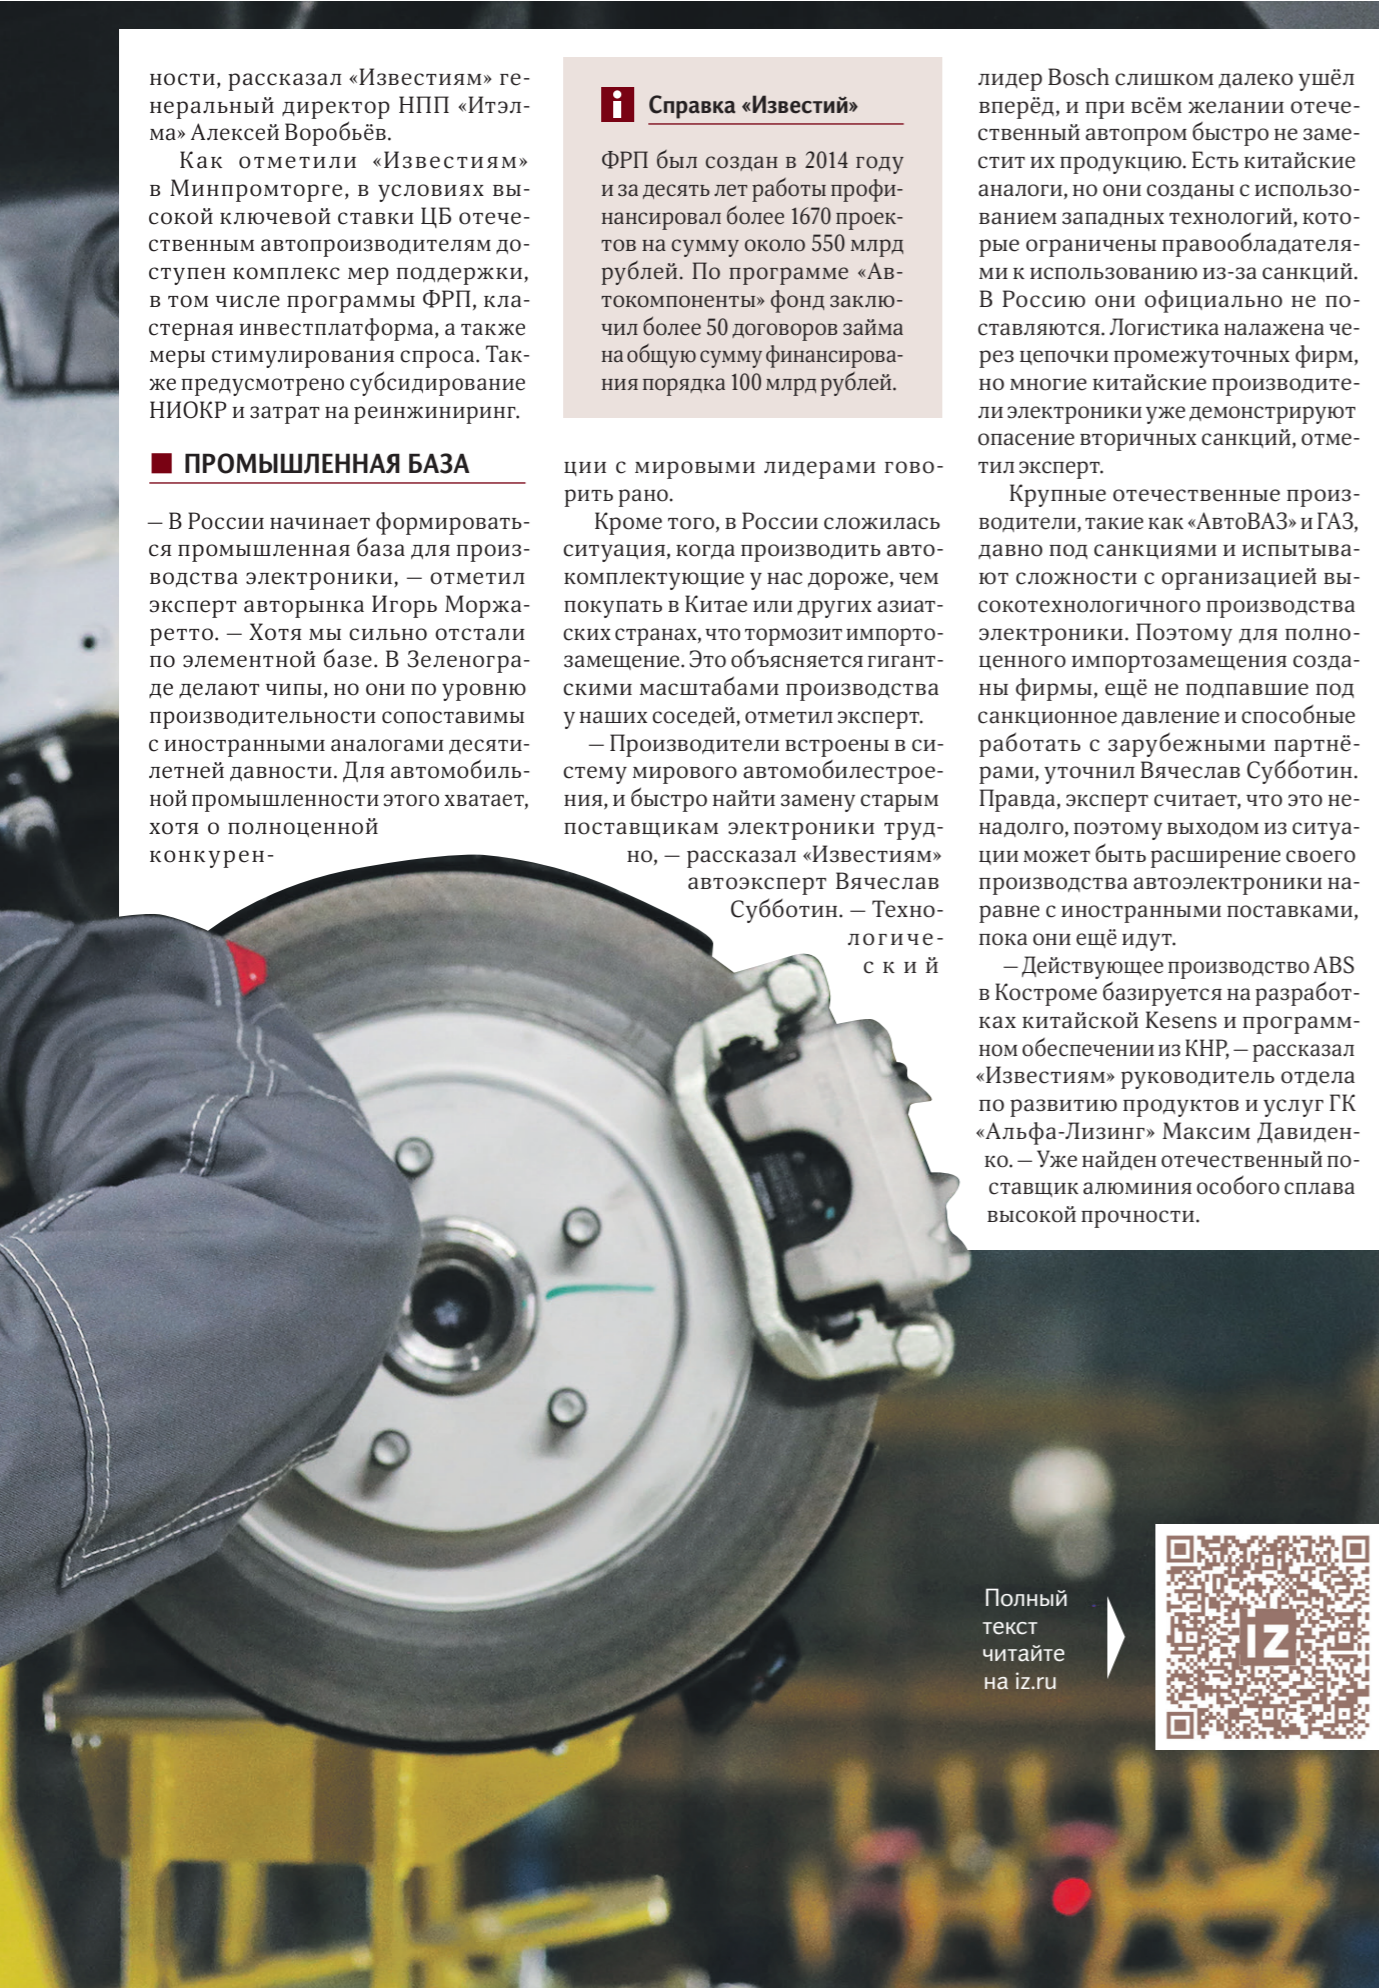 ности, рассказал «Известиям» ге-
неральный директор НПП «Итэл-
ма» Алексей Воробьёв.
Как отметили «Известиям»
в Минпромторге, в условиях вы-
сокой ключевой ставки ЦБ отече-
ственным автопроизводителям до-
ступен комплекс мер поддержки,
в том числе программы ФРП, кла-
стерная инвестплатформа, а также
меры стимулирования спроса. Так-
же предусмотрено субсидирование
НИОКР и затрат на реинжиниринг.
ПРОМЫШЛЕННАЯ БАЗА
— В России начинает формировать-
ся промышленная база для произ-
водства электроники, — отметил
эксперт авторынка Игорь Моржа-
ретто. — Хотя мы сильно отстали
по элементной базе. В Зеленогра-
де делают чипы, но они по уровню
производительности сопоставимы
с иностранными аналогами десяти-
летней давности. Для автомобиль-
ной промышленности этого хватает,
хотя о полноценной
конкурен-
i Справка «Известий»
ФРП был создан в 2014 году
и за десять лет работы профи-
нансировал более 1670 проек-
тов на сумму около 550 млрд
рублей. По программе «Ав-
токомпоненты» фонд заклю-
чил более 50 договоров займа
на общую сумму финансирова-
ния порядка 100 млрд рублей.
ции с мировыми лидерами гово-
рить рано.
Кроме того, в России сложилась
ситуация, когда производить авто-
комплектующие у нас дороже, чем
покупать в Китае или других азиат-
ских странах, что тормозит импорто-
замещение. Это объясняется гигант-
скими масштабами производства
у наших соседей, отметил эксперт.
— Производители встроены в си-
стему мирового автомобилестрое-
ния, и быстро найти замену старым
поставщикам электроники труд-
но, — рассказал «Известиям»
автоэксперт Вячеслав
Субботин. — Техно-
логиче-
ский
лидер Bosch слишком далеко ушёл
вперёд, и при всём желании отече-
ственный автопром быстро не заме-
стит их продукцию. Есть китайские
аналоги, но они созданы с использо-
ванием западных технологий, кото-
рые ограничены правообладателя-
ми к использованию из-за санкций.
В Россию они официально не по-
ставляются. Логистика налажена че-
рез цепочки промежуточных фирм,
но многие китайские производите-
ли электроники уже демонстрируют
опасение вторичных санкций, отме-
тил эксперт.
Крупные отечественные произ-
водители, такие как «АвтоВАЗ» и ГАЗ,
давно под санкциями и испытыва-
ют сложности с организацией вы-
сокотехнологичного производства
электроники. Поэтому для полно-
ценного импортозамещения созда-
ны фирмы, ещё не подпавшие под
санкционное давление и способные
работать с зарубежными партнё-
рами, уточнил Вячеслав Субботин.
Правда, эксперт считает, что это не-
надолго, поэтому выходом из ситуа-
ции может быть расширение своего
производства автоэлектроники на-
равне с иностранными поставками,
пока они ещё идут.
— Действующее производство ABS
в Костроме базируется на разработ-
ках китайской Kesens и программ-
ном обеспечении из КНР, — рассказал
«Известиям» руководитель отдела
по развитию продуктов и услуг ГК
«Альфа-Лизинг» Максим Давиден-
ко. — Уже найден отечественный по-
ставщик алюминия особого сплава
высокой прочности.
Полный
текст
читайте
на iz.ru
IZ